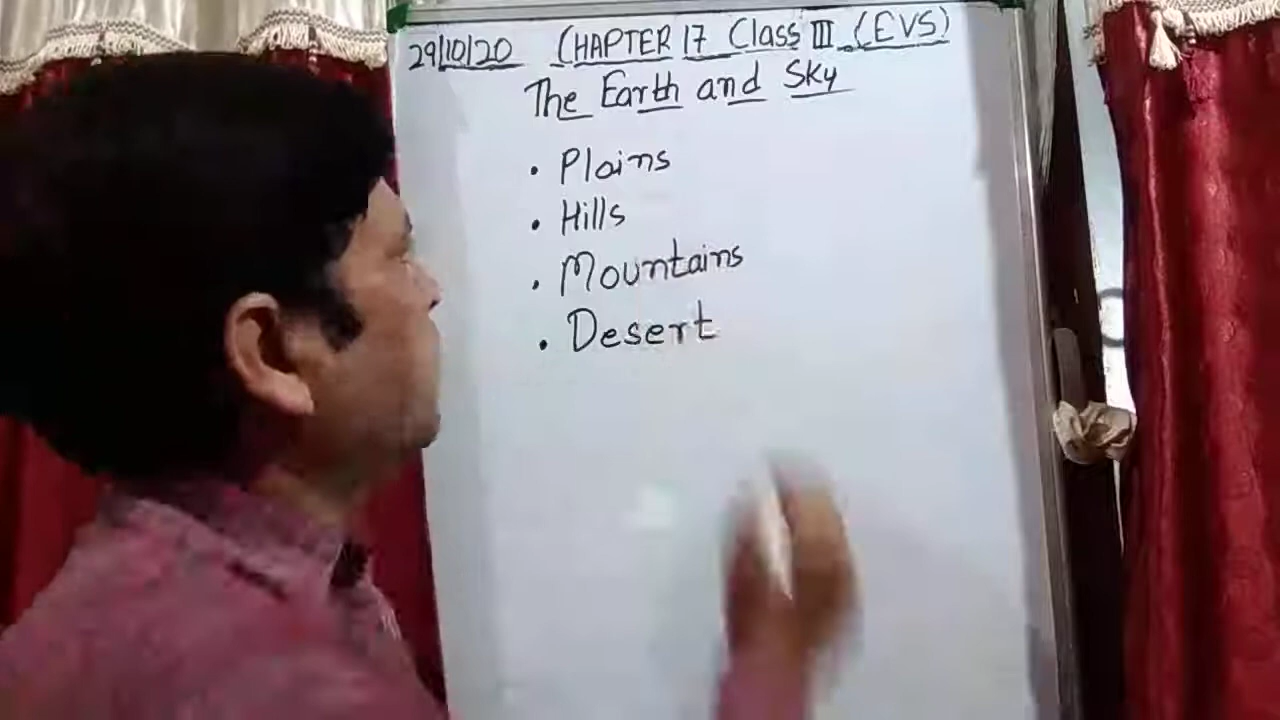 29/10/20 CHAPTER 17 Class III (EVS)
The Earth and Sky
• Plains
• Hills
• Mountains
• Desert